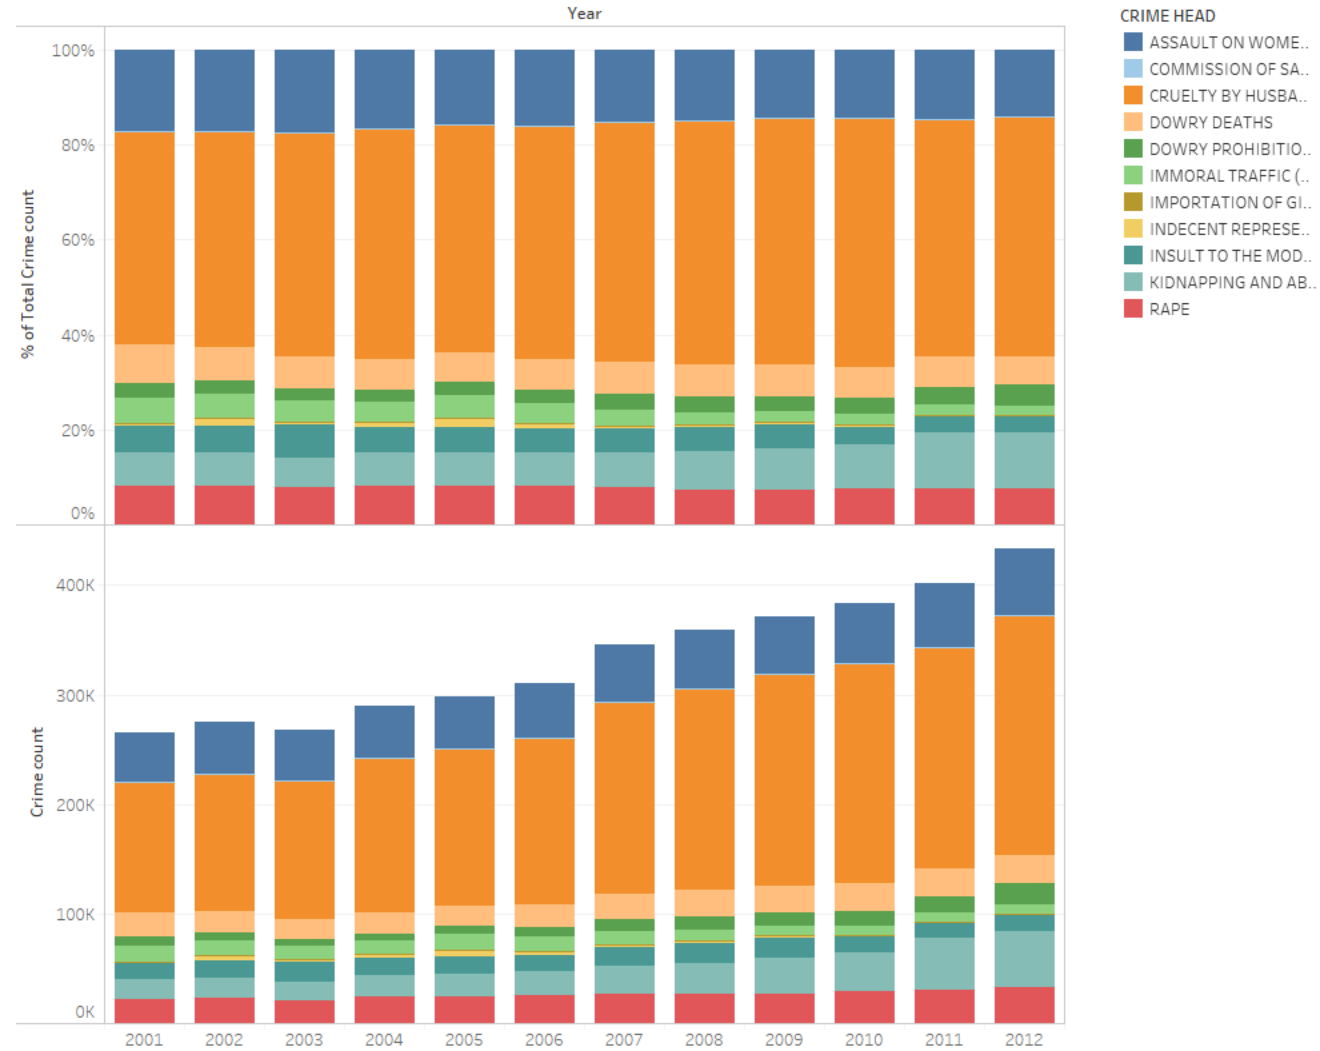 Year
CRIME HEAD
ASSAULT ON WOME..
COMMISSION OF SA..
CRUELTY BY HUSBA..
DOWRY DEATHS
DOWRY PROHIBITIO..
IMMORAL TRAFFIC (..
IMPORTATION OF GI..
INDECENT REPRESE..
INSULT TO THE MOD..
KIDNAPPING AND AB..
RAPE
% of Total Crime count
100%
80%
60%
40%
20%
0%
Crime count
400K
300K
200K
100K
0K
2001 2002 2003 2004 2005 2006 2007 2008 2009 2010 2011 2012